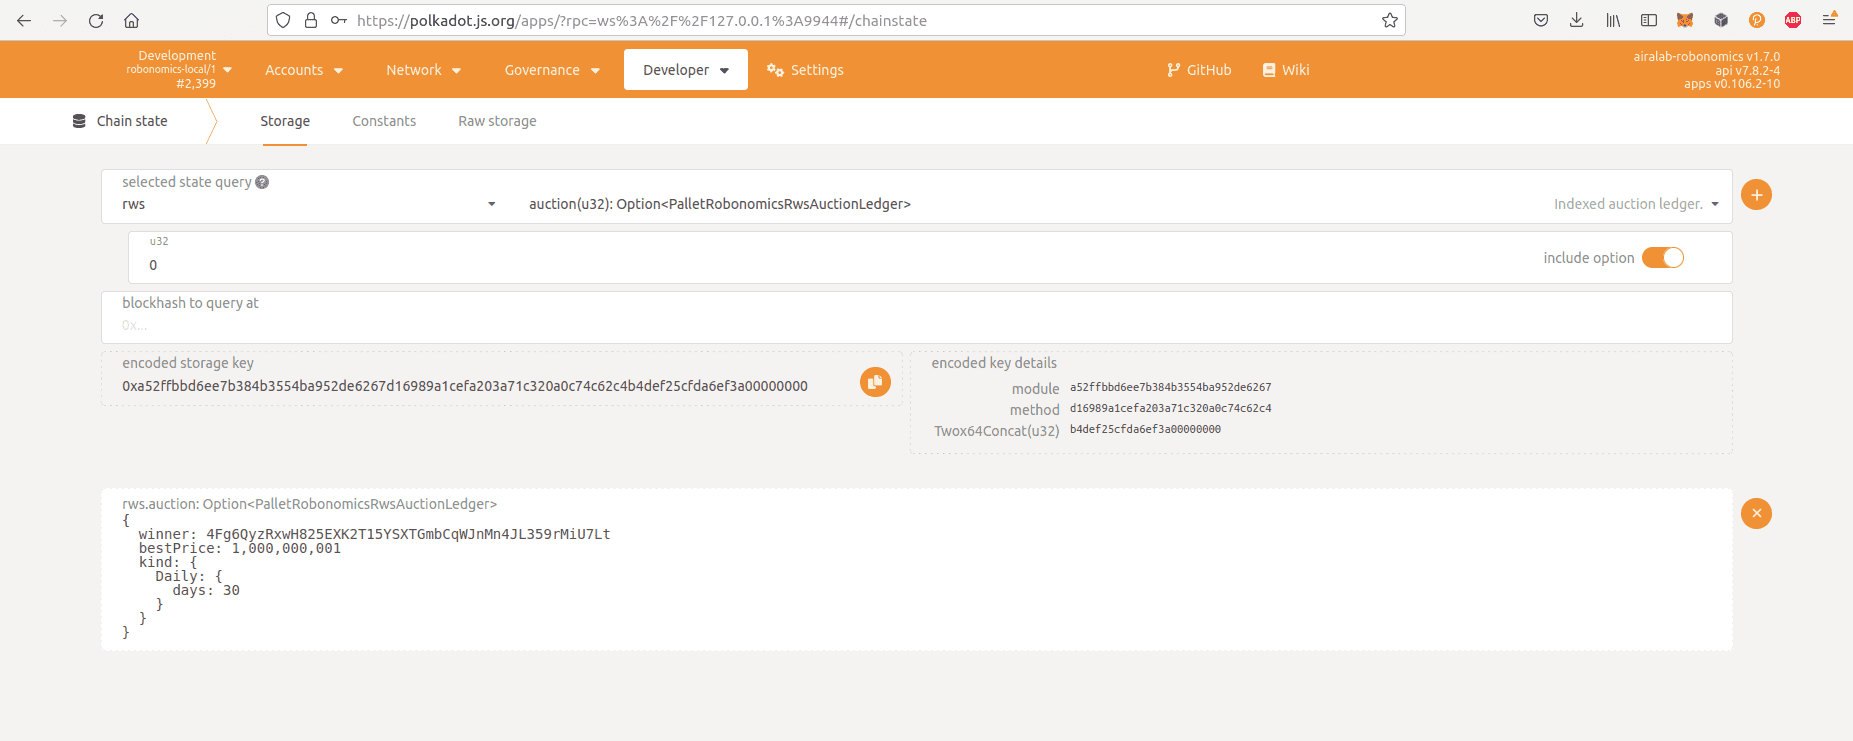 https://polkadot.js.org/apps/?rpc=ws%3A%2F%2F127.0.0.1%3A9944#/chainstate
ABP
Development
robonomics-local/1
#2,399
Accounts
Network
Governance
Developer
Settings
GitHub
Wiki
airalab-robonomics v1.7.0
api v7.8.2-4
apps v0.106.2-10
Chain state
Storage
Constants
Raw storage
selected state query
rws
auction(u32): Option<PalletRobonomicsRwsAuctionLedger>
Indexed auction ledger.
u32
0
include option
blockhash to query at
0x...
encoded storage key
0xa52ffbbd6ee7b384b3554ba952de6267d16989a1cefa203a71c320a0c74c62c4b4def25cfda6ef3a00000000
encoded key details
module a52ffbbd6ee7b384b3554ba952de6267
method d16989a1cefa203a71c320a0c74c62c4
Twox64Concat(u32) b4def25cfda6ef3a00000000
rws.auction: Option<PalletRobonomicsRwsAuctionLedger>
{
winner: 4Fg6QyzRxwH825EXK2T15YSXTGmbCqWJnMn4JL359rMiU7Lt
bestPrice: 1,000,000,001
kind: {
Daily: {
days: 30
}
}
}